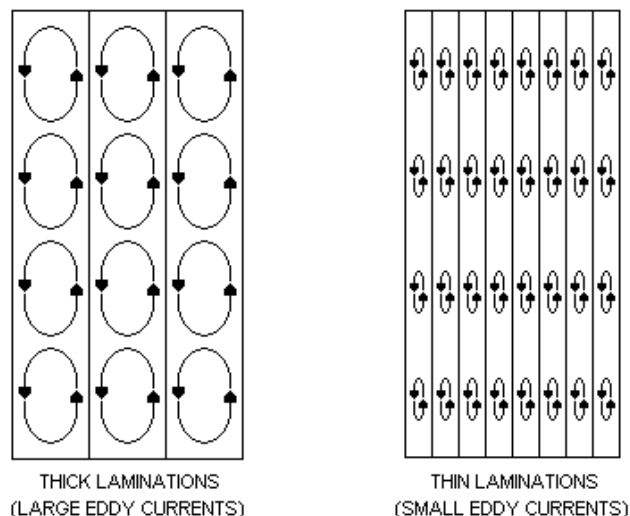 THICK LAMINATIONS
(LARGE EDDY CURRENTS)
THIN LAMINATIONS
(SMALL EDDY CURRENTS)